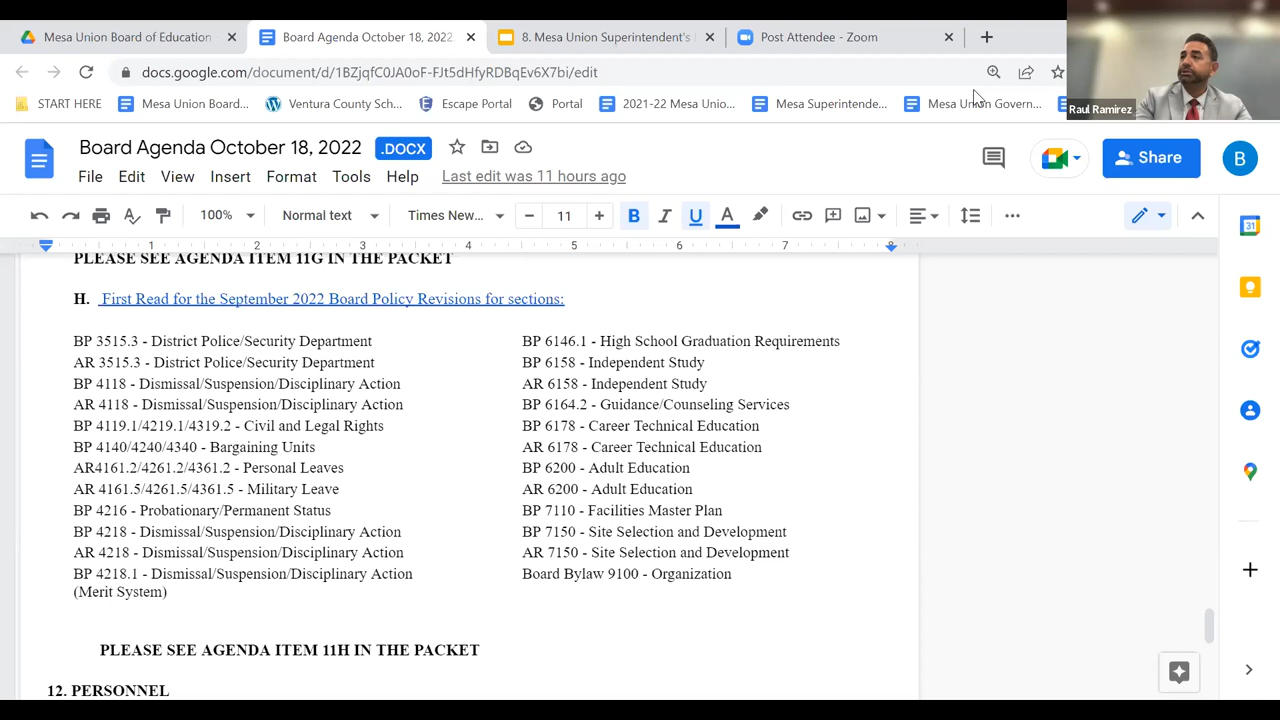 Mesa Union Board of Education
Board Agenda October 18, 2022
8. Mesa Union Superintendent's
Post Attendee - Zoom
docs.google.com/document/d/1BZjqfC0JA0oF-FJt5dHfyRDBqEv6X7bi/edit
START HERE
Mesa Union Board...
Ventura County Sch...
Escape Portal
Portal
2021-22 Mesa Unio...
Mesa Superintende...
Mesa Union Govern...
Raul Ramirez
Board Agenda October 18, 2022
.DOCX
Share
B
File Edit View Insert Format Tools Help
Last edit was 11 hours ago
100%
Normal text
Times New...
11
B I U A
1 2 3 4 5 6 7 8
31
PLEASE SEE AGENDA ITEM 11G IN THE PACKET
H. First Read for the September 2022 Board Policy Revisions for sections:
BP 3515.3 - District Police/Security Department
AR 3515.3 - District Police/Security Department
BP 4118 - Dismissal/Suspension/Disciplinary Action
AR 4118 - Dismissal/Suspension/Disciplinary Action
BP 4119.1/4219.1/4319.2 - Civil and Legal Rights
BP 4140/4240/4340 - Bargaining Units
AR4161.2/4261.2/4361.2 - Personal Leaves
AR 4161.5/4261.5/4361.5 - Military Leave
BP 4216 - Probationary/Permanent Status
BP 4218 - Dismissal/Suspension/Disciplinary Action
AR 4218 - Dismissal/Suspension/Disciplinary Action
BP 4218.1 - Dismissal/Suspension/Disciplinary Action
(Merit System)
BP 6146.1 - High School Graduation Requirements
BP 6158 - Independent Study
AR 6158 - Independent Study
BP 6164.2 - Guidance/Counseling Services
BP 6178 - Career Technical Education
AR 6178 - Career Technical Education
BP 6200 - Adult Education
AR 6200 - Adult Education
BP 7110 - Facilities Master Plan
BP 7150 - Site Selection and Development
AR 7150 - Site Selection and Development
Board Bylaw 9100 - Organization
PLEASE SEE AGENDA ITEM 11H IN THE PACKET
12. PERSONNEL